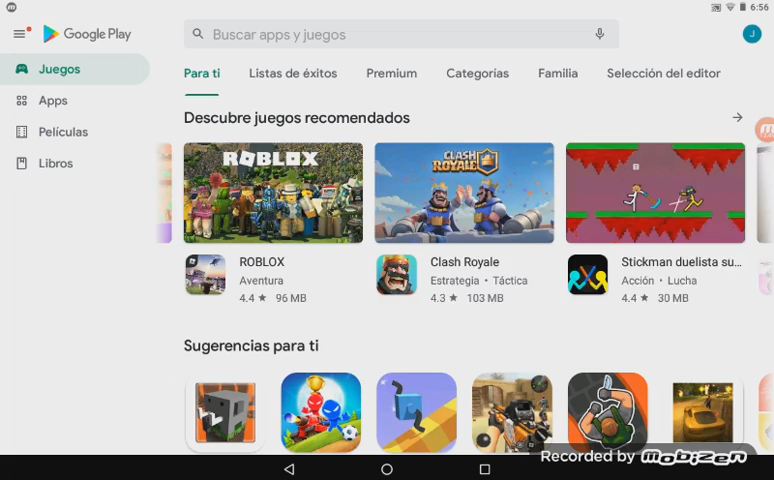 6:56
Google Play
Buscar apps y juegos
J
Juegos
Apps
Películas
Libros
Para ti
Listas de éxitos
Premium
Categorías
Familia
Selección del editor
Descubre juegos recomendados
ROBLOX
CLASH
ROYALE
ROBLOX
Aventura
4.4 ★ 96 MB
Clash Royale
Estrategia • Táctica
4.3 ★ 103 MB
Stickman duelista su...
Acción • Lucha
4.4 ★ 30 MB
Sugerencias para ti
Recorded by mobizen